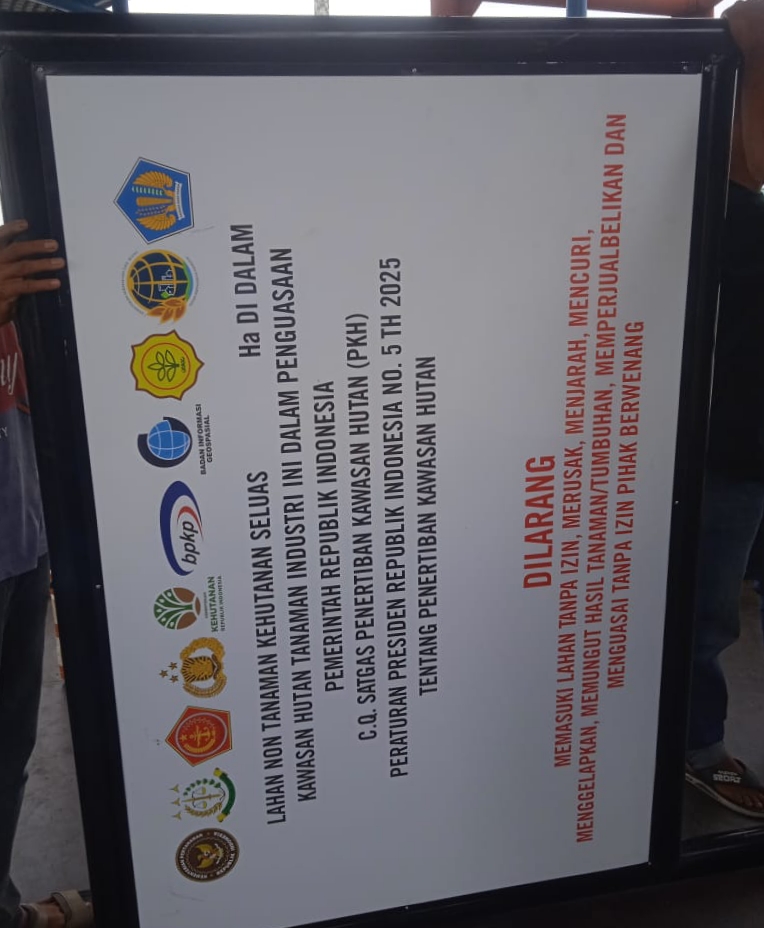 BADAN INFORMASI
GEOSPASIAL
bpkp
KEMENTERIAN
KEHUTANAN
REPUBLIK INDONESIA
LAHAN NON TANAMAN KEHUTANAN SELUAS Ha DI DALAM
KAWASAN HUTAN TANAMAN INDUSTRI INI DALAM PENGUASAAN
PEMERINTAH REPUBLIK INDONESIA
C.Q. SATGAS PENERTIBAN KAWASAN HUTAN (PKH)
PERATURAN PRESIDEN REPUBLIK INDONESIA NO. 5 TH 2025
TENTANG PENERTIBAN KAWASAN HUTAN
DILARANG
MEMASUKI LAHAN TANPA IZIN, MERUSAK, MENJARAH, MENCURI,
MENGGELAPKAN, MEMUNGUT HASIL TANAMAN/TUMBUHAN, MEMPERJUALBELIKAN DAN
MENGUASAI TANPA IZIN PIHAK BERWENANG